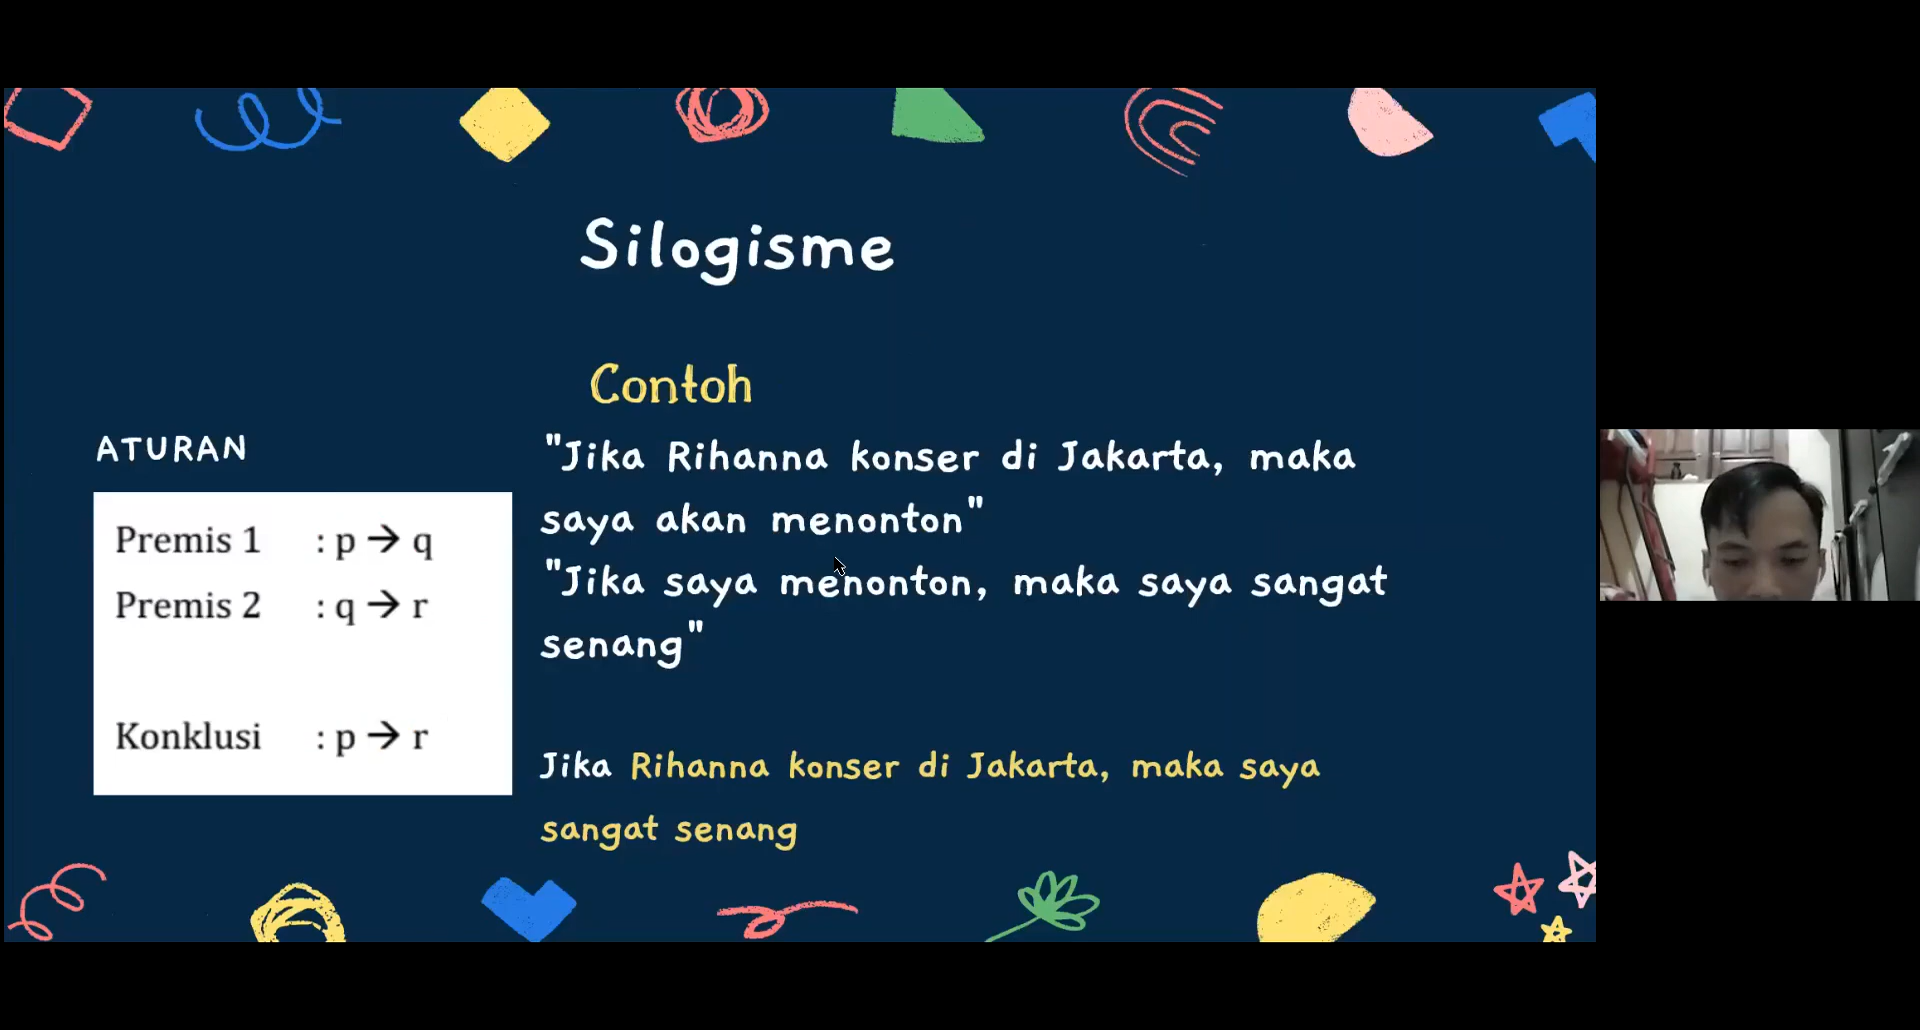 Silogisme
ATURAN
Premis 1 : p → q
Premis 2 : q → r
Konklusi : p → r
Contoh
"Jika Rihanna konser di Jakarta, maka
saya akan menonton"
"Jika saya menonton, maka saya sangat
senang"
Jika Rihanna konser di Jakarta, maka saya
sangat senang